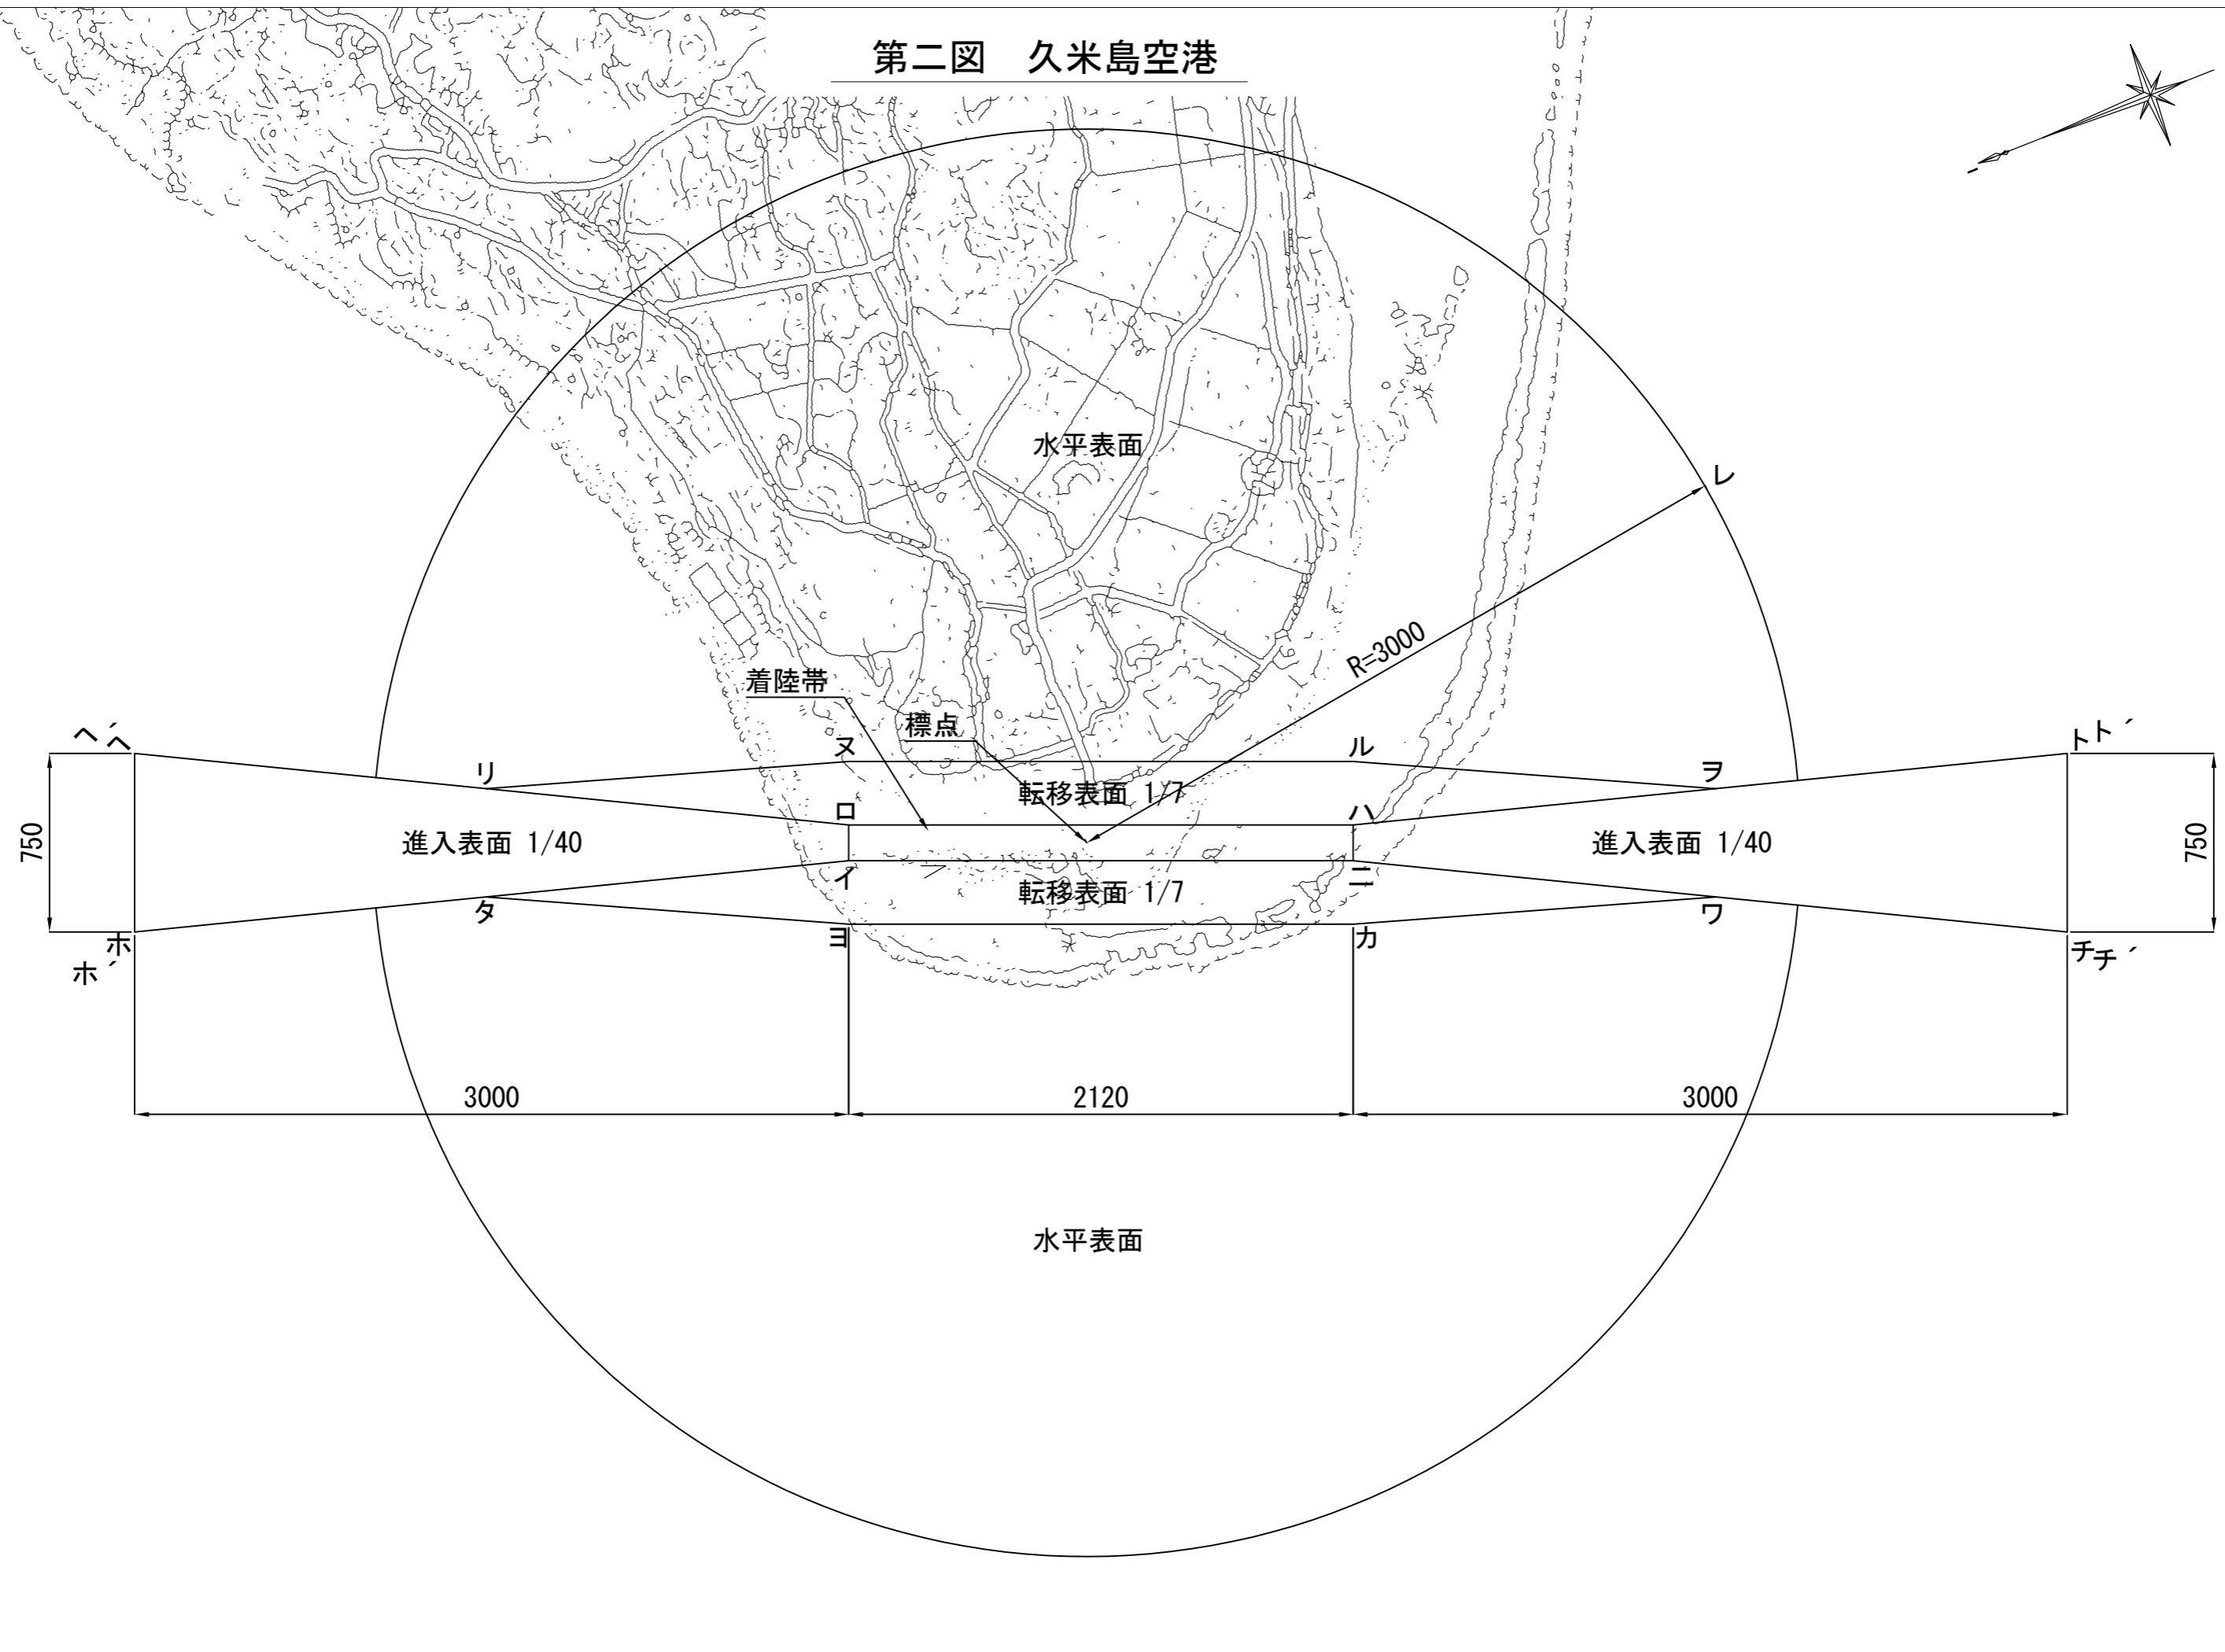 第二図　久米島空港
水平表面
レ
R=3000
着陸帯
標点
ヘ´
ヘ
ト
ト´
ヌ
ル
リ
ヲ
転移表面 1/7
ロ
ハ
750
進入表面 1/40
進入表面 1/40
750
イ
ニ
転移表面 1/7
タ
ワ
ホ
ホ´
ヨ
カ
チ
チ´
3000
2120
3000
水平表面